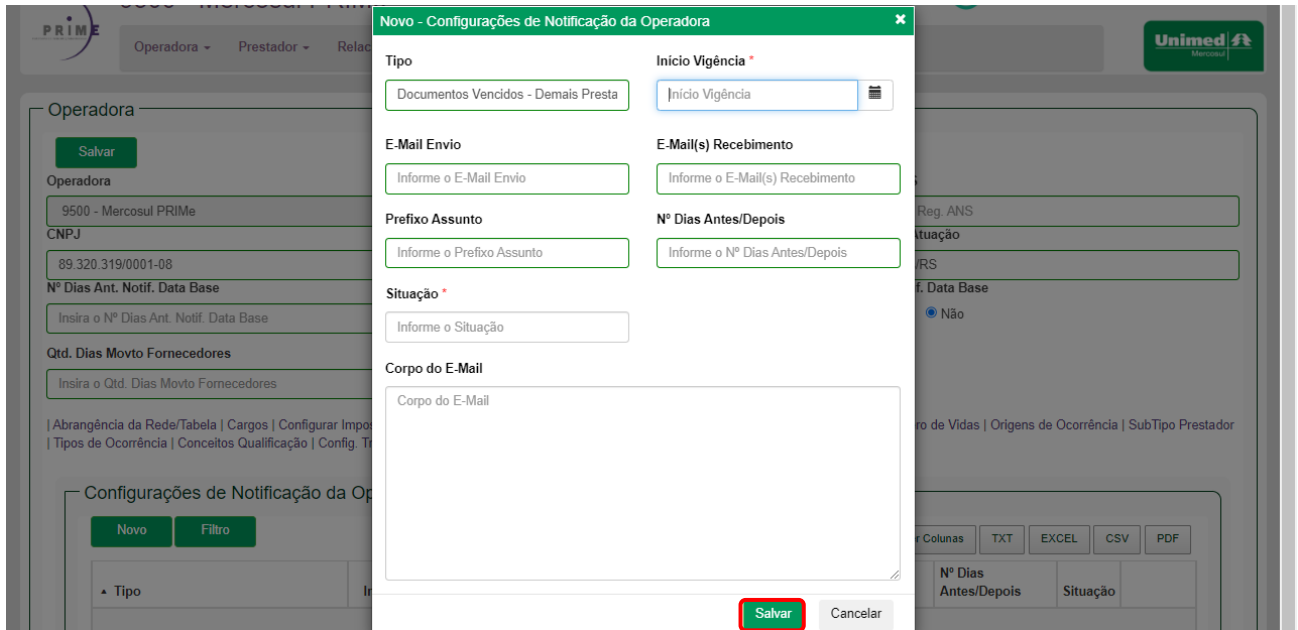 Novo - Configurações de Notificação da Operadora ×
PRIME
Operadora Prestador Relac
Unimed
Mercosul
Tipo Início Vigência *
Documentos Vencidos - Demais Presta Início Vigência
Operadora
Salvar
E-Mail Envio E-Mail(s) Recebimento
Informe o E-Mail Envio Informe o E-Mail(s) Recebimento
Operadora
9500 - Mercosul PRIMe Reg. ANS
Prefixo Assunto Nº Dias Antes/Depois
CNPJ Atuação
Informe o Prefixo Assunto Informe o Nº Dias Antes/Depois
89.320.319/0001-08 /RS
Nº Dias Ant. Notif. Data Base f. Data Base
Situação *
Insira o Nº Dias Ant. Notif. Data Base Não
Informe o Situação
Qtd. Dias Movto Fornecedores
Corpo do E-Mail
Insira o Qtd. Dias Movto Fornecedores
Corpo do E-Mail
| Abrangência da Rede/Tabela | Cargos | Configurar Impos ro de Vidas | Origens de Ocorrência | SubTipo Prestador
| Tipos de Ocorrência | Conceitos Qualificação | Config. Tr
Configurações de Notificação da Op
Novo Filtro r Colunas TXT EXCEL CSV PDF
Tipo In Nº Dias
Antes/Depois Situação
Salvar Cancelar